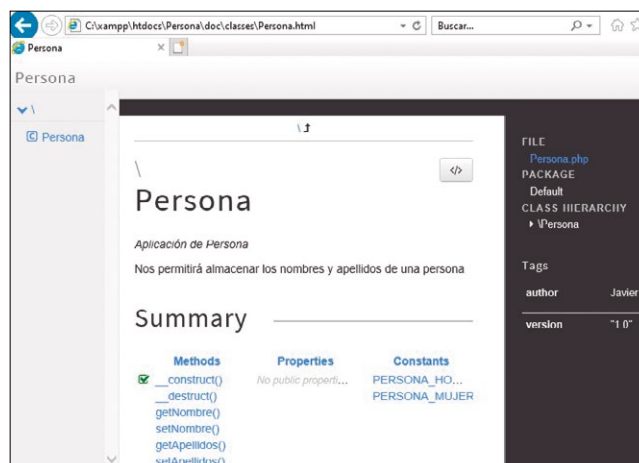 C:\xampp\htdocs\Persona\doc\classes\Persona.html
Buscar...
Persona
Persona
\
Persona
\
\
</>
Persona
Aplicación de Persona
Nos permitirá almacenar los nombres y apellidos de una persona
Summary
Methods
__construct()
__destruct()
getNombre()
setNombre()
getApellidos()
setApellidos()
Properties
No public properti...
Constants
PERSONA_HO...
PERSONA_MUJER
FILE
Persona.php
PACKAGE
Default
CLASS HIERARCHY
\Persona
Tags
author Javier
version "1.0"